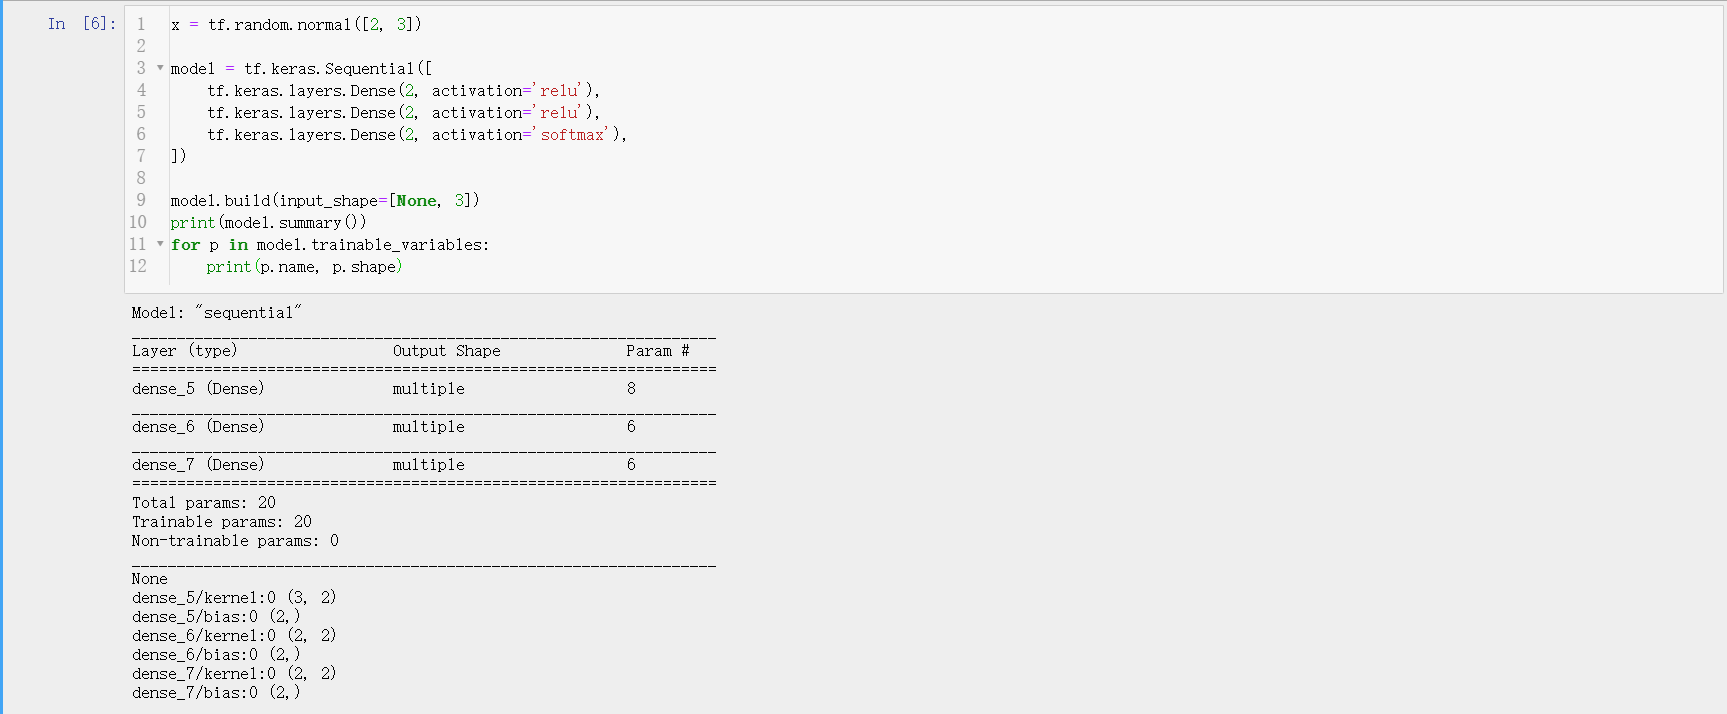 In [6]:
1 x = tf.random.normal([2, 3])
2
3 model = tf.keras.Sequential([
4     tf.keras.layers.Dense(2, activation='relu'),
5     tf.keras.layers.Dense(2, activation='relu'),
6     tf.keras.layers.Dense(2, activation='softmax'),
7 ])
8
9 model.build(input_shape=[None, 3])
10 print(model.summary())
11 for p in model.trainable_variables:
12     print(p.name, p.shape)
Model: "sequential"
_________________________________________________________________
Layer (type)                 Output Shape              Param #
=================================================================
dense_5 (Dense)              multiple                  8
_________________________________________________________________
dense_6 (Dense)              multiple                  6
_________________________________________________________________
dense_7 (Dense)              multiple                  6
=================================================================
Total params: 20
Trainable params: 20
Non-trainable params: 0
_________________________________________________________________
None
dense_5/kernel:0 (3, 2)
dense_5/bias:0 (2,)
dense_6/kernel:0 (2, 2)
dense_6/bias:0 (2,)
dense_7/kernel:0 (2, 2)
dense_7/bias:0 (2,)